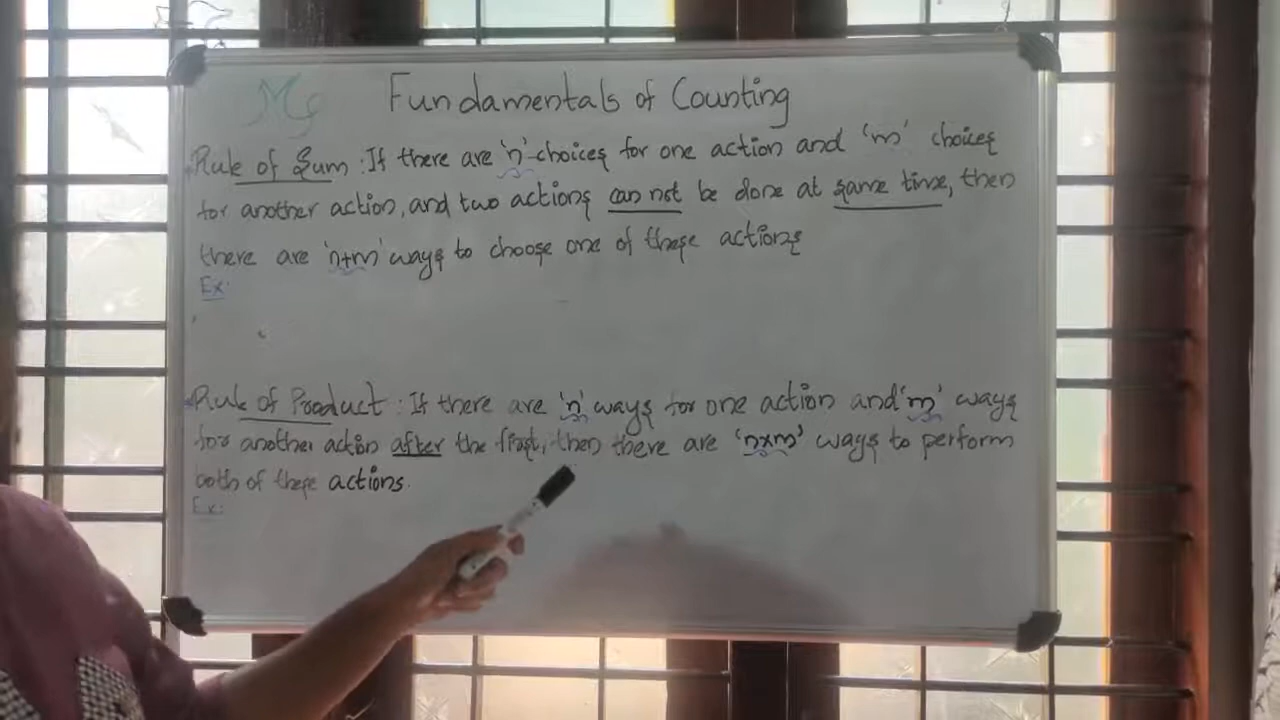 Mg
Fundamentals of Counting
Rule of Sum : If there are 'n' choices for one action and 'm' choices
for another action, and two actions can not be done at same time, then
there are 'n+m' ways to choose one of these actions
Ex:
Rule of Product : If there are 'n' ways for one action and 'm' ways
for another action after the first, then there are 'n×m' ways to perform
both of these actions.
Ex: